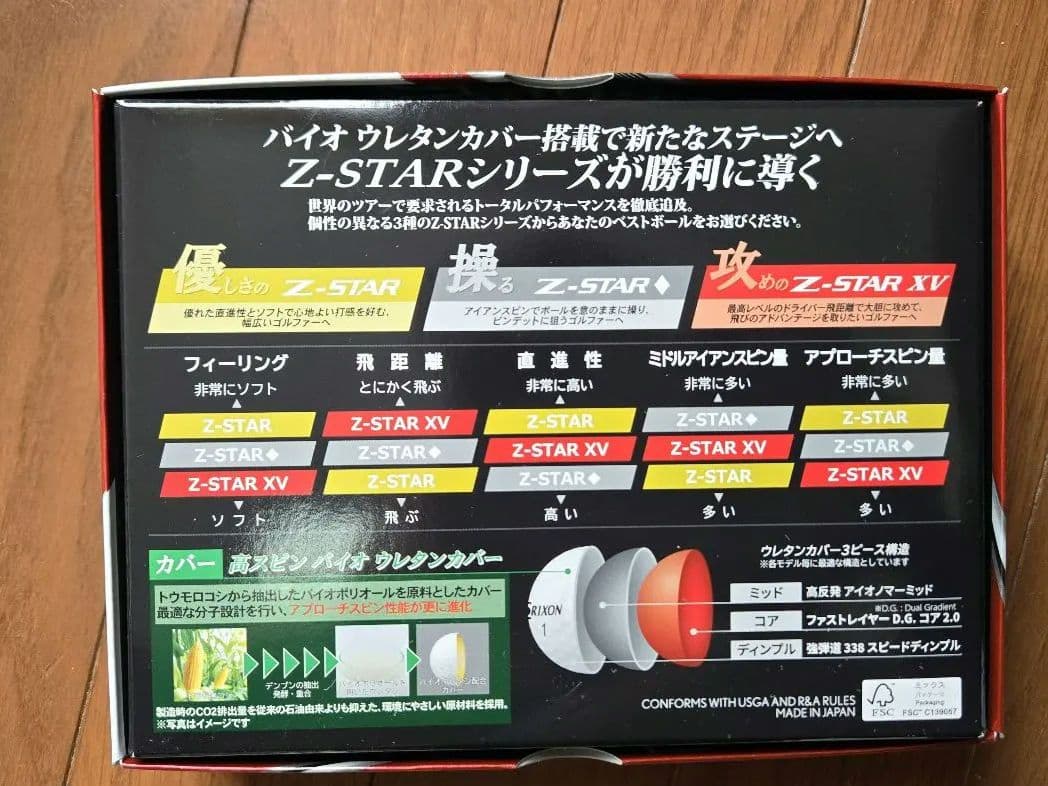 バイオ ウレタンカバー搭載で新たなステージへ
Z-STARシリーズが勝利に導く
世界のツアーで要求されるトータルパフォーマンスを徹底追及。
個性の異なる3種のZ-STARシリーズからあなたのベストボールをお選びください。
優しさの Z-STAR
優れた直進性とソフトで心地よい打感を好む、
幅広いゴルファーへ
操る Z-STAR♦
アイアンスピンでボールを意のままに操り、
ピンデットに狙うゴルファーへ
攻めの Z-STAR XV
最高レベルのドライバー飛距離で大胆に攻めて、
飛びのアドバンテージを取りたいゴルファーへ
フィーリング
非常にソフト
Z-STAR
Z-STAR♦
Z-STAR XV
ソフト
飛距離
とにかく飛ぶ
Z-STAR XV
Z-STAR♦
Z-STAR
飛ぶ
直進性
非常に高い
Z-STAR
Z-STAR XV
Z-STAR♦
高い
ミドルアイアンスピン量
非常に多い
Z-STAR♦
Z-STAR XV
Z-STAR
多い
アプローチスピン量
非常に多い
Z-STAR
Z-STAR♦
Z-STAR XV
多い
カバー 高スピン バイオ ウレタンカバー
トウモロコシから抽出したバイオポリオールを原料としたカバー
最適な分子設計を行い、アプローチスピン性能が更に進化
デンプンの抽出
発酵・重合
製造時のCO2排出量を従来の石油由来よりも抑えた、環境にやさしい原材料を採用。
※写真はイメージです
SRIXON
1
ウレタンカバー3ピース構造
※各モデル毎に最適な構造としています
ミッド 高反発 アイオノマーミッド
※D.G. : Dual Gradient
コア ファストレイヤー D.G. コア 2.0
ディンプル 強弾道 338 スピードディンプル
CONFORMS WITH USGA AND R&A RULES
MADE IN JAPAN
FSC
ミックス
パッケージ
Packaging
FSC™ C139057